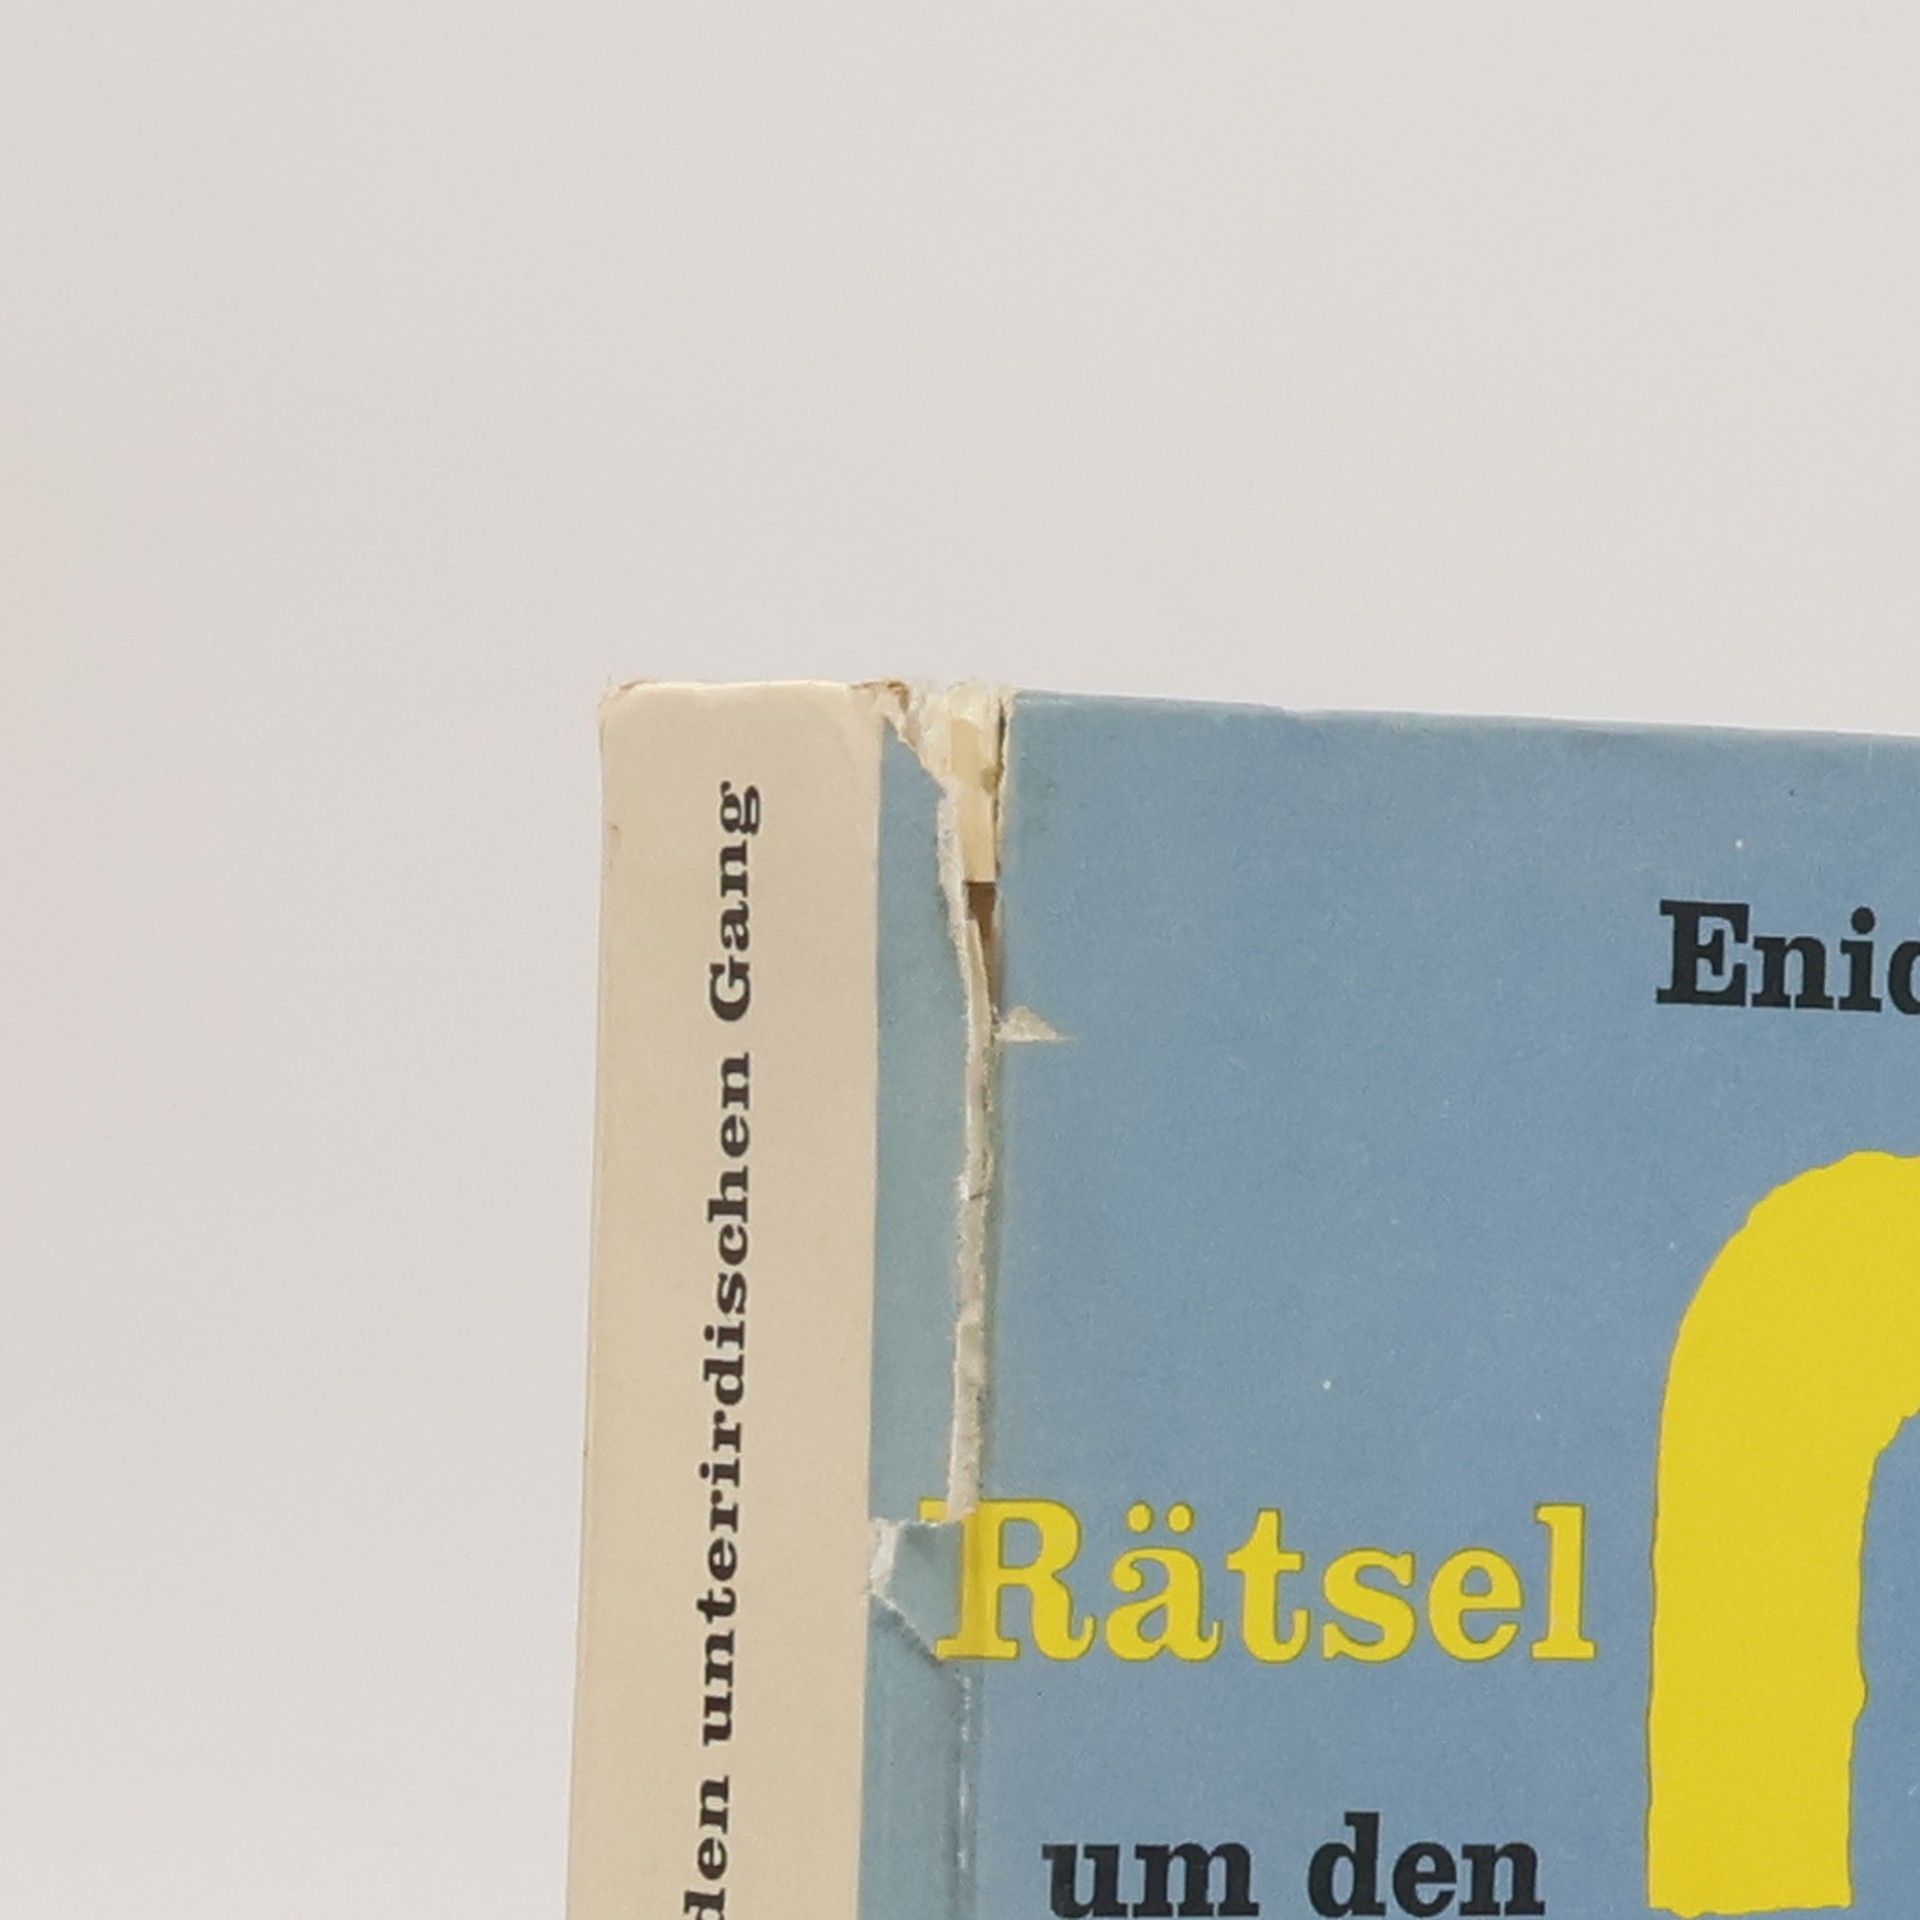 den unterirdischen Gang
Enid
Rätsel
um den